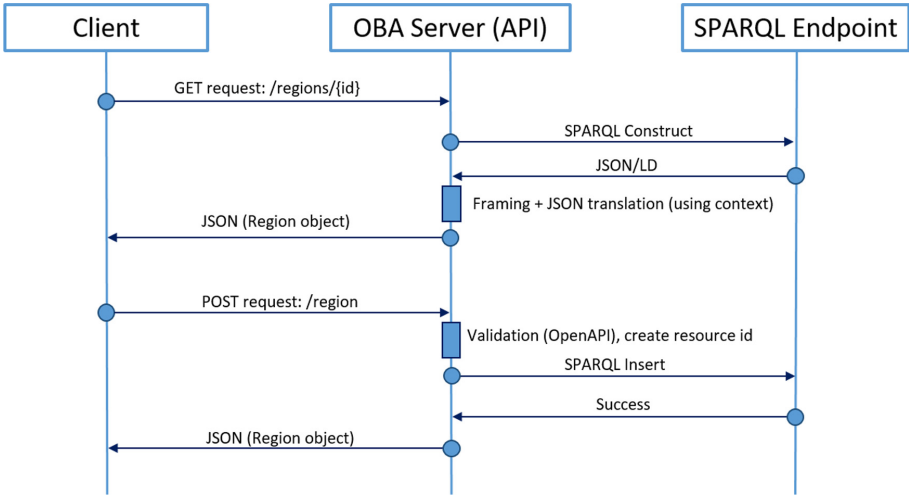 Client
OBA Server (API)
SPARQL Endpoint
GET request: /regions/{id}
SPARQL Construct
JSON/LD
Framing + JSON translation (using context)
JSON (Region object)
POST request: /region
Validation (OpenAPI), create resource id
SPARQL Insert
Success
JSON (Region object)